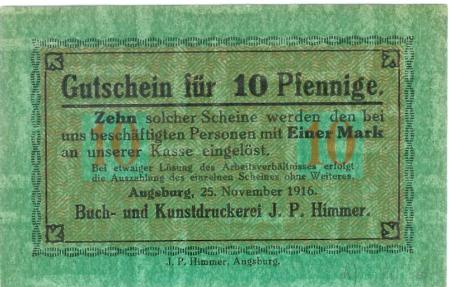 Gutschein für 10 Pfennige.
Zehn solcher Scheine werden den bei
uns beschäftigten Personen mit Einer Mark
an unserer Kasse eingelöst.
Bei etwaiger Lösung des Arbeitsverhältnisses erfolgt
die Auszahlung des einzelnen Scheines ohne Weiteres.
Augsburg, 25. November 1916.
Buch- und Kunstdruckerei J. P. Himmer.
J. P. Himmer, Augsburg.
10 10